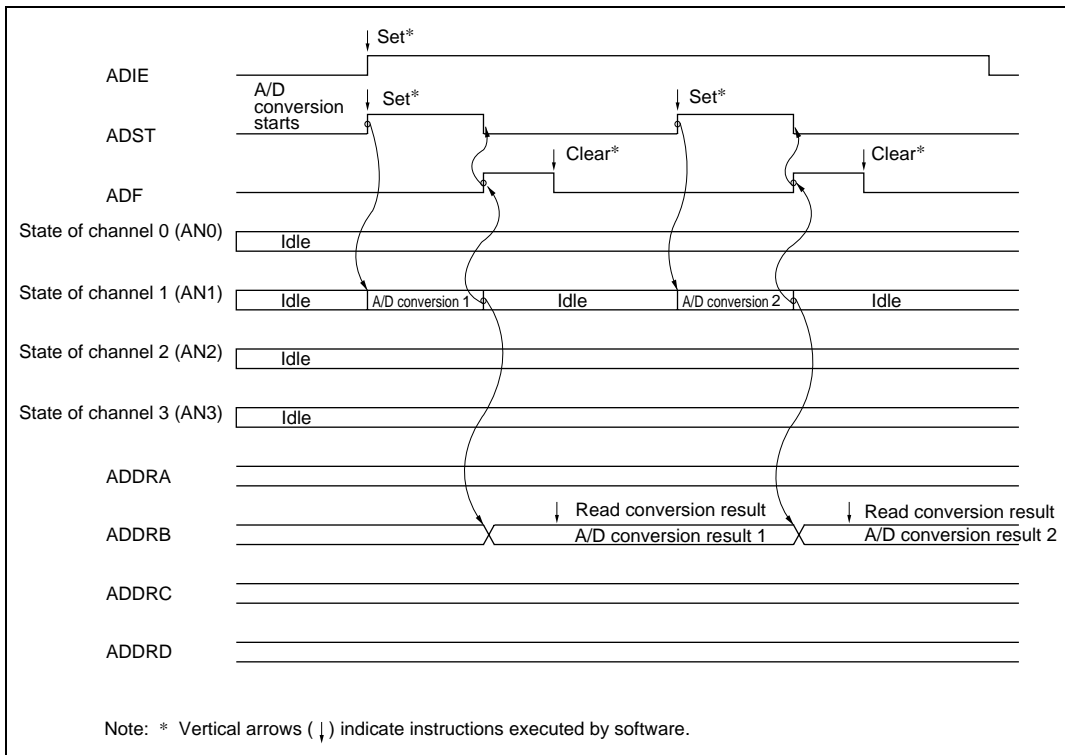 Set*
ADIE
A/D
conversion
starts
Set*
Set*
ADST
Clear*
Clear*
ADF
State of channel 0 (AN0)
Idle
State of channel 1 (AN1)
Idle
A/D conversion 1
Idle
A/D conversion 2
Idle
State of channel 2 (AN2)
Idle
State of channel 3 (AN3)
Idle
ADDRA
Read conversion result
Read conversion result
ADDRB
A/D conversion result 1
A/D conversion result 2
ADDRC
ADDRD
Note: * Vertical arrows (↓) indicate instructions executed by software.